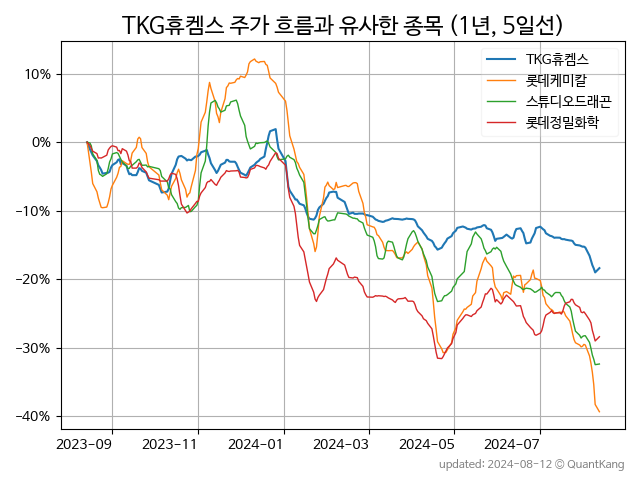 TKG휴켐스 주가 흐름과 유사한 종목 (1년, 5일선)
TKG휴켐스
롯데케미칼
스튜디오드래곤
롯데정밀화학
10%
0%
−10%
−20%
−30%
−40%
2023-09 2023-11 2024-01 2024-03 2024-05 2024-07
updated: 2024-08-12 © QuantKang